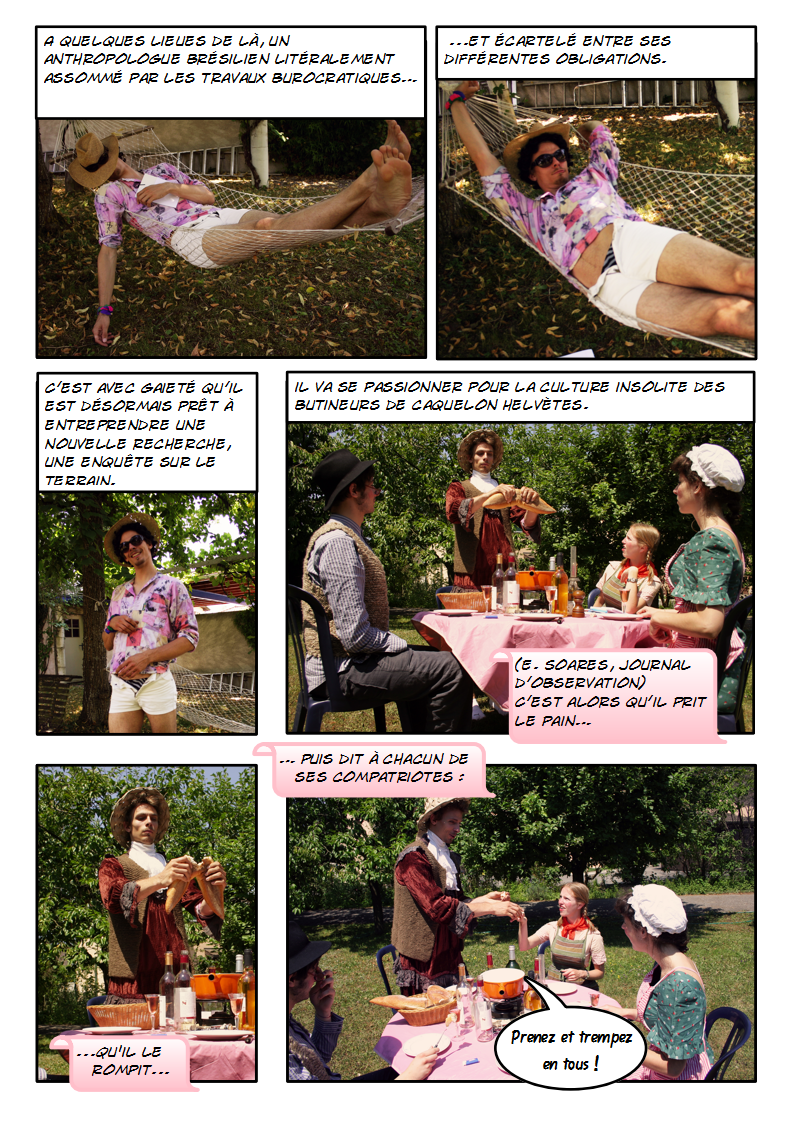 A QUELQUES LIEUES DE LÀ, UN
ANTHROPOLOGUE BRÉSILIEN LITÉRALEMENT
ASSOMMÉ PAR LES TRAVAUX BUROCRATIQUES...
...ET ÉCARTELÉ ENTRE SES
DIFFÉRENTES OBLIGATIONS.
C'EST AVEC GAIETÉ QU'IL
EST DÉSORMAIS PRÊT À
ENTREPRENDRE UNE
NOUVELLE RECHERCHE,
UNE ENQUÊTE SUR LE
TERRAIN.
IL VA SE PASSIONNER POUR LA CULTURE INSOLITE DES
BUTINEURS DE CAQUELON HELVÈTES.
(E. SOARES, JOURNAL
D'OBSERVATION)
C'EST ALORS QU'IL PRIT
LE PAIN...
...QU'IL LE
ROMPIT...
... PUIS DIT À CHACUN DE
SES COMPATRIOTES :
Prenez et trempez
en tous !